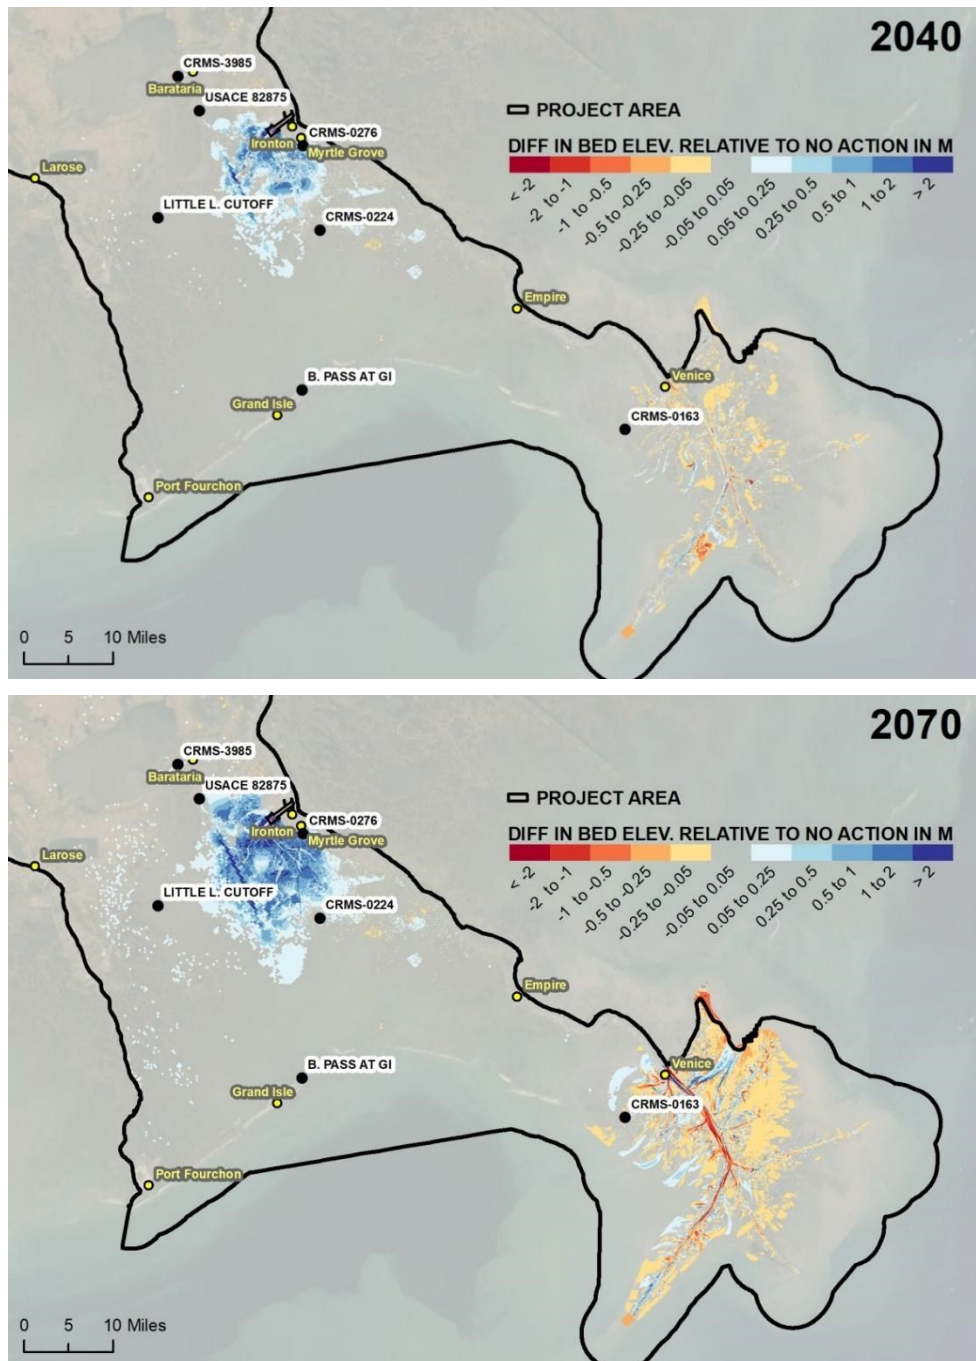 2040
CRMS-3985
Barataria
USACE 82875
PROJECT AREA
CRMS-0276
Ironton
Myrtle Grove
DIFF IN BED ELEV. RELATIVE TO NO ACTION IN M
< -2
-2 to -1
-1 to -0.5
-0.5 to -0.25
-0.25 to -0.05
-0.05 to 0.05
0.05 to 0.25
0.25 to 0.5
0.5 to 1
1 to 2
> 2
Larose
LITTLE L. CUTOFF
CRMS-0224
Empire
B. PASS AT GI
Venice
Grand Isle
CRMS-0163
Port Fourchon
0 5 10 Miles
2070
CRMS-3985
Barataria
USACE 82875
PROJECT AREA
CRMS-0276
Ironton
Myrtle Grove
DIFF IN BED ELEV. RELATIVE TO NO ACTION IN M
< -2
-2 to -1
-1 to -0.5
-0.5 to -0.25
-0.25 to -0.05
-0.05 to 0.05
0.05 to 0.25
0.25 to 0.5
0.5 to 1
1 to 2
> 2
Larose
LITTLE L. CUTOFF
CRMS-0224
Empire
B. PASS AT GI
Venice
Grand Isle
CRMS-0163
Port Fourchon
0 5 10 Miles